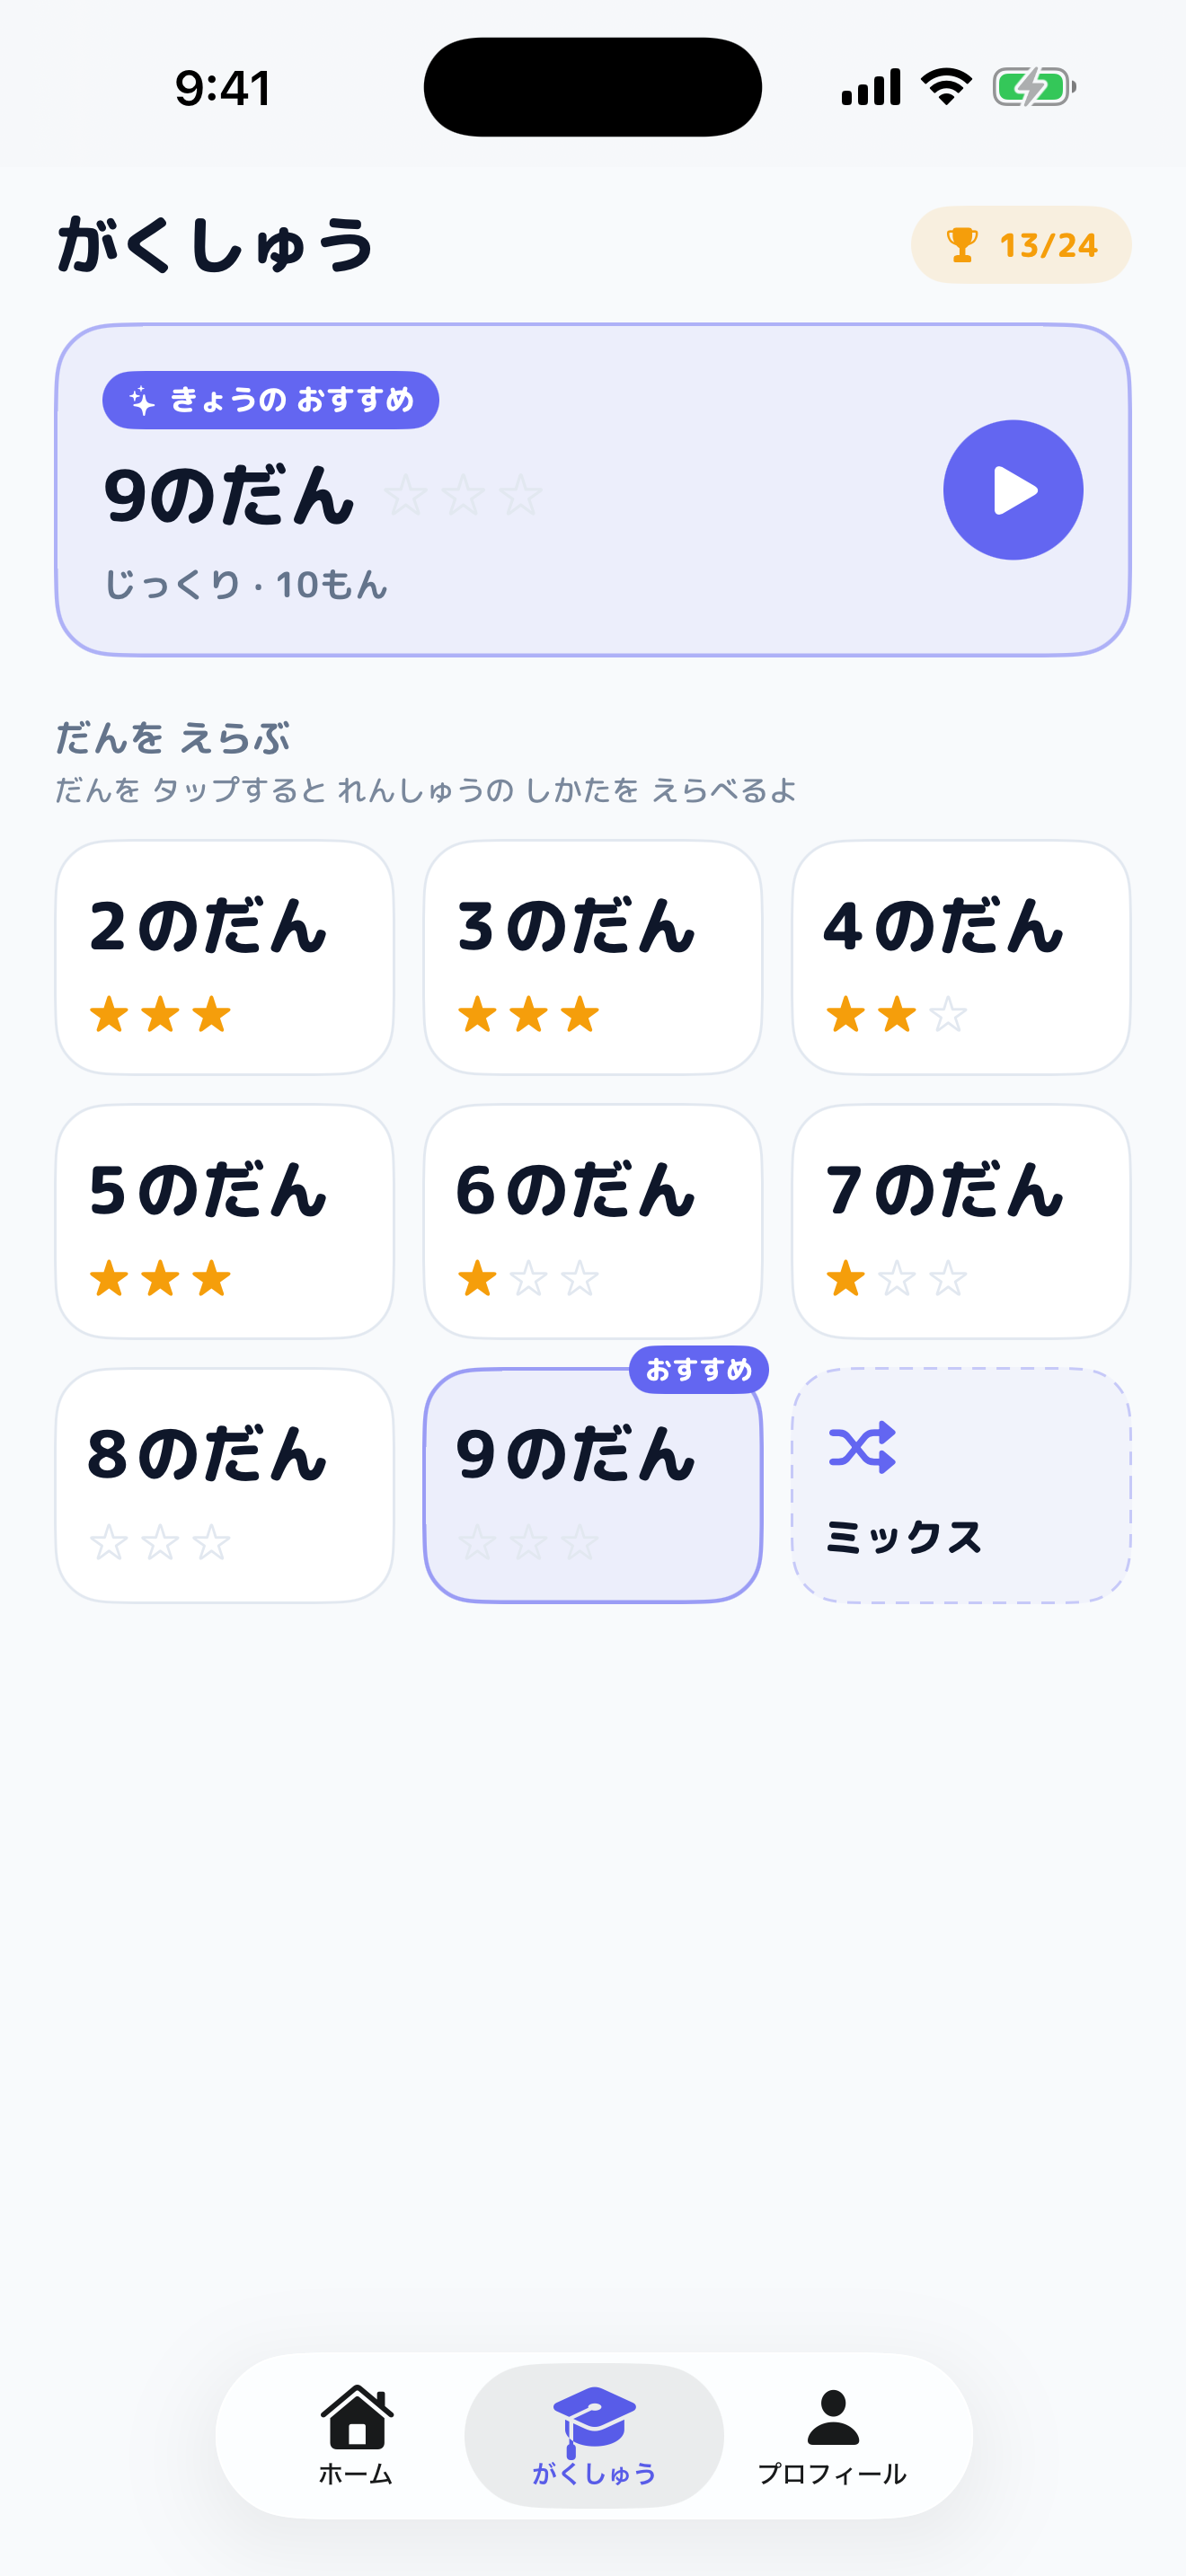 9:41
がくしゅう
13/24
きょうの おすすめ
9のだん
じっくり · 10もん
だんを えらぶ
だんを タップすると れんしゅうの しかたを えらべるよ
2のだん
3のだん
4のだん
5のだん
6のだん
7のだん
8のだん
おすすめ
9のだん
ミックス
ホーム
がくしゅう
プロフィール